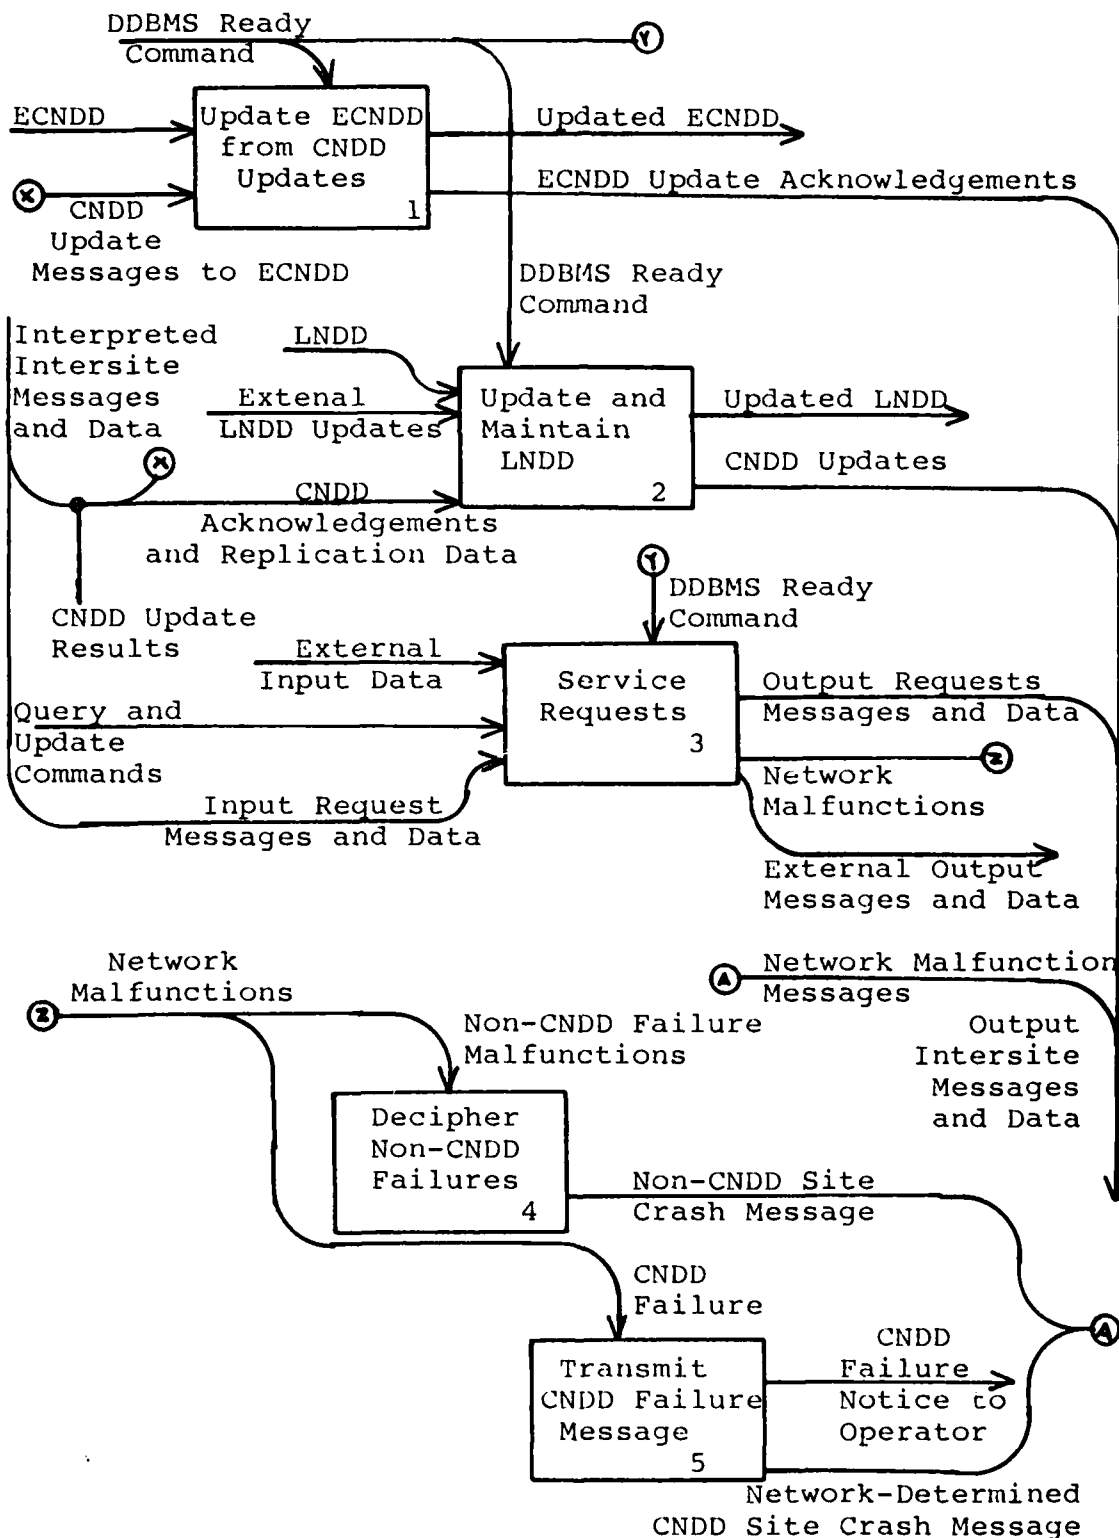 DDBMS Ready
Command
Y
ECNDD
Update ECNDD
from CNDD
Updates
1
Updated ECNDD
ECNDD Update Acknowledgements
X
CNDD
Update
Messages to ECNDD
DDBMS Ready
Command
Interpreted
Intersite
Messages
and Data
X
LNDD
Extenal
LNDD Updates
Update and
Maintain
LNDD
2
Updated LNDD
CNDD Updates
CNDD
Acknowledgements
and Replication Data
CNDD Update
Results
Y
DDBMS Ready
Command
External
Input Data
Query and
Update
Commands
Input Request
Messages and Data
Service
Requests
3
Output Requests
Messages and Data
Z
Network
Malfunctions
External Output
Messages and Data
Network
Malfunctions
Z
A
Network Malfunction
Messages
Output
Intersite
Messages
and Data
Non-CNDD Failure
Malfunctions
Decipher
Non-CNDD
Failures
4
Non-CNDD Site
Crash Message
CNDD
Failure
A
Transmit
CNDD Failure
Message
5
CNDD
Failure
Notice to
Operator
Network-Determined
CNDD Site Crash Message